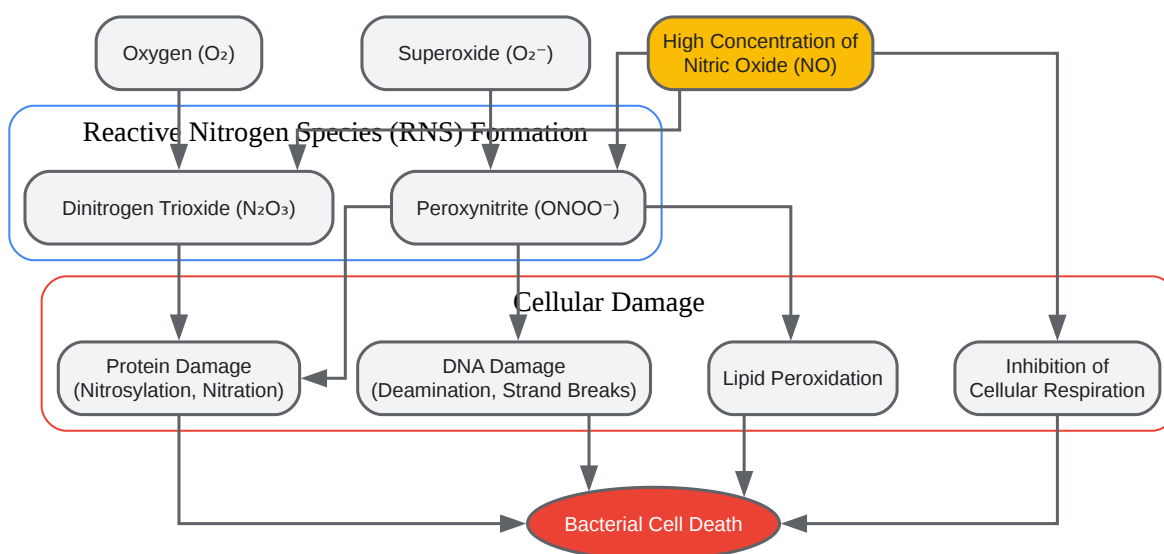 Oxygen (O₂)
Superoxide (O₂⁻)
High Concentration of
Nitric Oxide (NO)
Reactive Nitrogen Species (RNS) Formation
Dinitrogen Trioxide (N₂O₃)
Peroxynitrite (ONOO⁻)
Cellular Damage
Protein Damage
(Nitrosylation, Nitration)
DNA Damage
(Deamination, Strand Breaks)
Lipid Peroxidation
Inhibition of
Cellular Respiration
Bacterial Cell Death